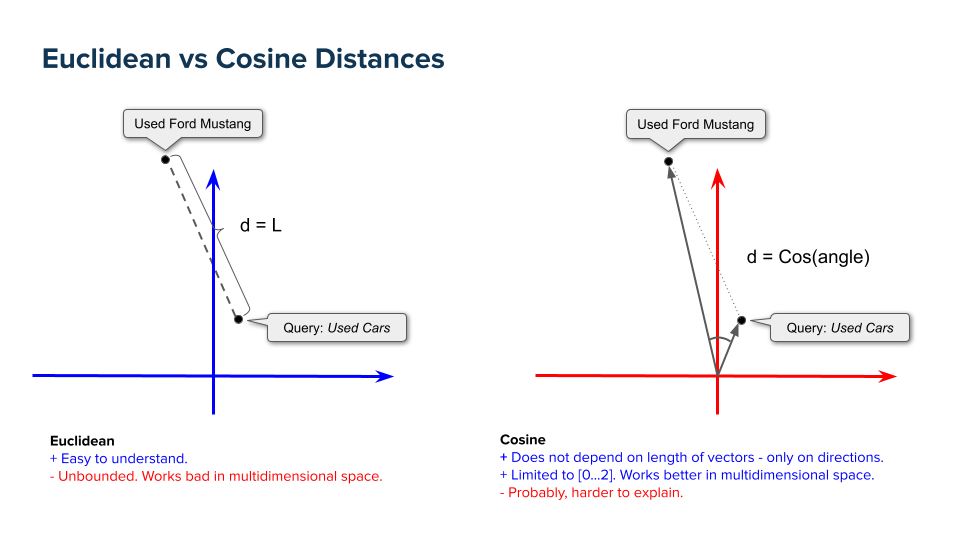 Euclidean vs Cosine Distances
Used Ford Mustang
d = L
Query: Used Cars
Used Ford Mustang
d = Cos(angle)
Query: Used Cars
Euclidean
+ Easy to understand.
- Unbounded. Works bad in multidimensional space.
Cosine
+ Does not depend on length of vectors - only on directions.
+ Limited to [0...2]. Works better in multidimensional space.
- Probably, harder to explain.